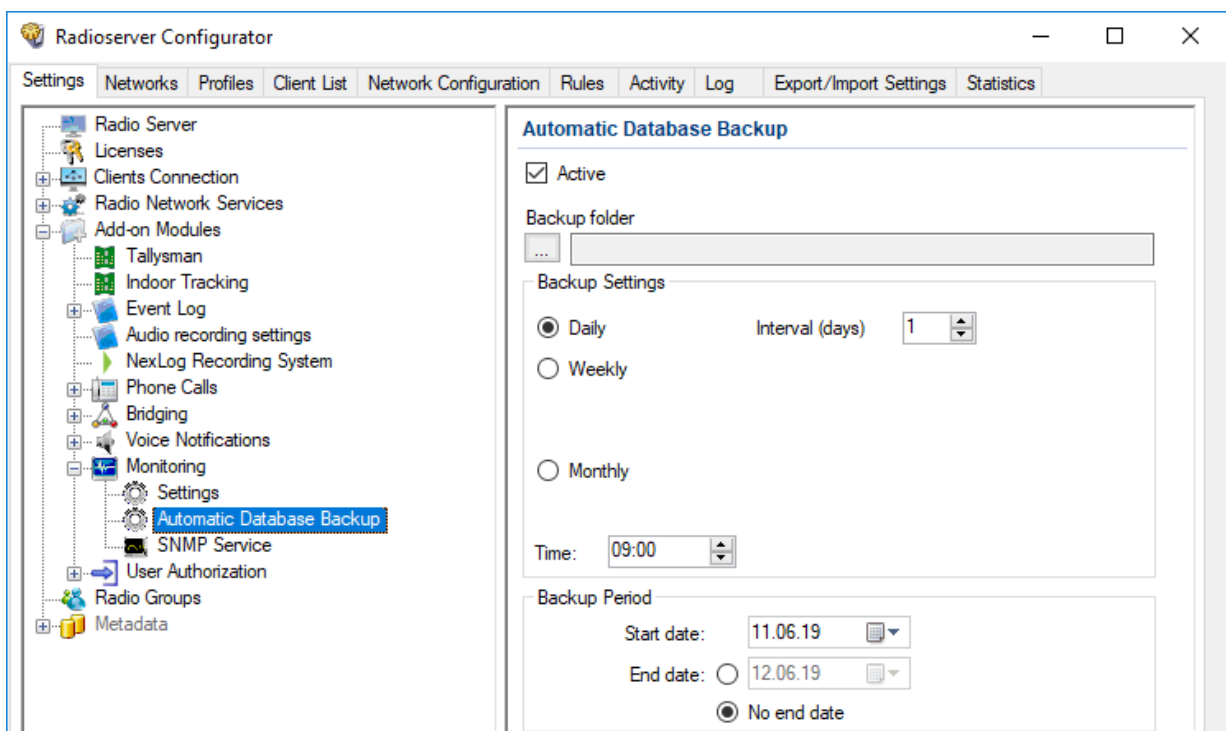 Radioserver Configurator
Settings Networks Profiles Client List Network Configuration Rules Activity Log Export/Import Settings Statistics
Radio Server
Licenses
Clients Connection
Radio Network Services
Add-on Modules
Tallysman
Indoor Tracking
Event Log
Audio recording settings
NexLog Recording System
Phone Calls
Bridging
Voice Notifications
Monitoring
Settings
Automatic Database Backup
SNMP Service
User Authorization
Radio Groups
Metadata
Automatic Database Backup
Active
Backup folder
...
Backup Settings
Daily Interval (days) 1
Weekly
Monthly
Time: 09:00
Backup Period
Start date: 11.06.19
End date: 12.06.19
No end date